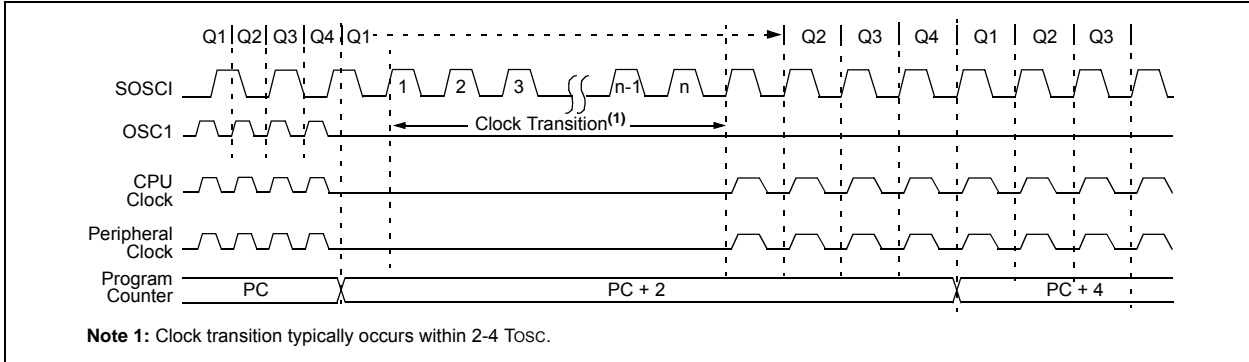 Q1 Q2 Q3 Q4 Q1 Q2 Q3 Q4 Q1 Q2 Q3
SOSCI
1 2 3 n-1 n
OSC1
Clock Transition(1)
CPU
Clock
Peripheral
Clock
Program
Counter
PC PC + 2 PC + 4
Note 1: Clock transition typically occurs within 2-4 TOSC.